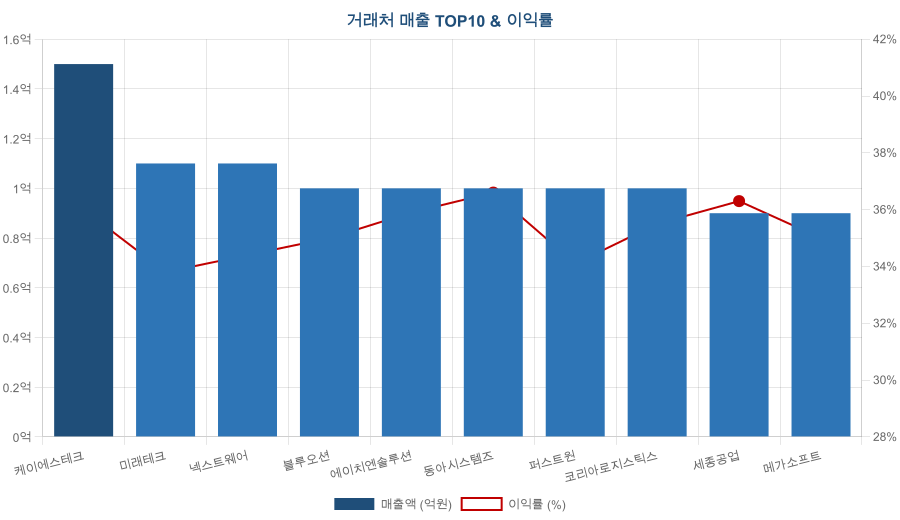 거래처 매출 TOP10 & 이익률
1.6억
1.4억
1.2억
1억
0.8억
0.6억
0.4억
0.2억
0억
42%
40%
38%
36%
34%
32%
30%
28%
케이에스테크
미래테크
넥스트웨어
블루오션
에이치엔솔루션
동아시스템즈
퍼스트원
코리아로지스틱스
세종공업
메가소프트
매출액 (억원)
이익률 (%)